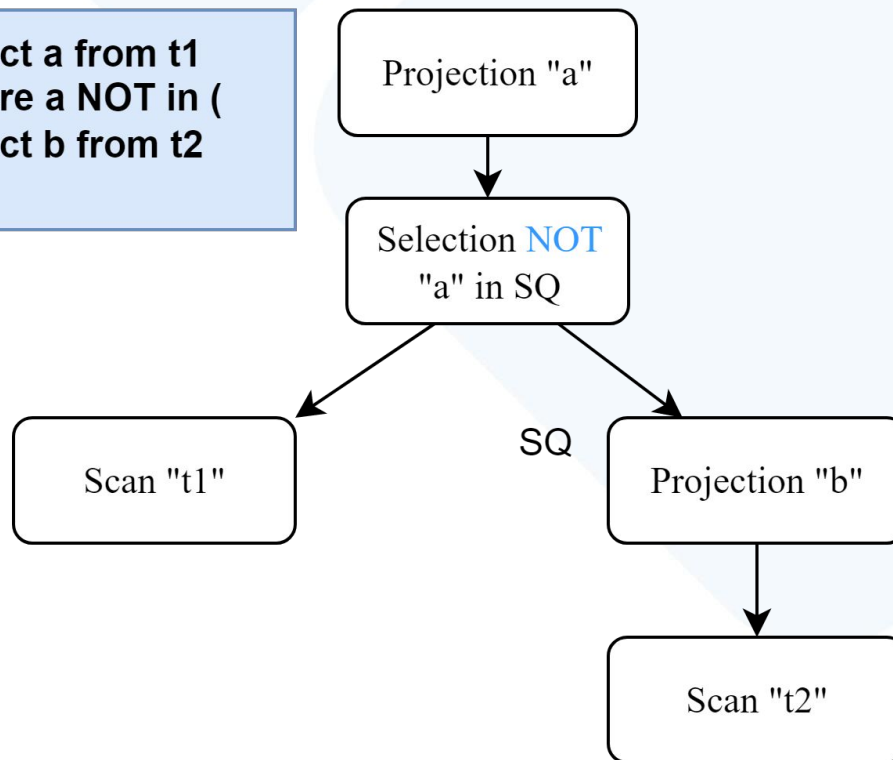 ct a from t1
re a NOT in (
ct b from t2
Projection "a"
Selection NOT
"a" in SQ
Scan "t1"
SQ
Projection "b"
Scan "t2"